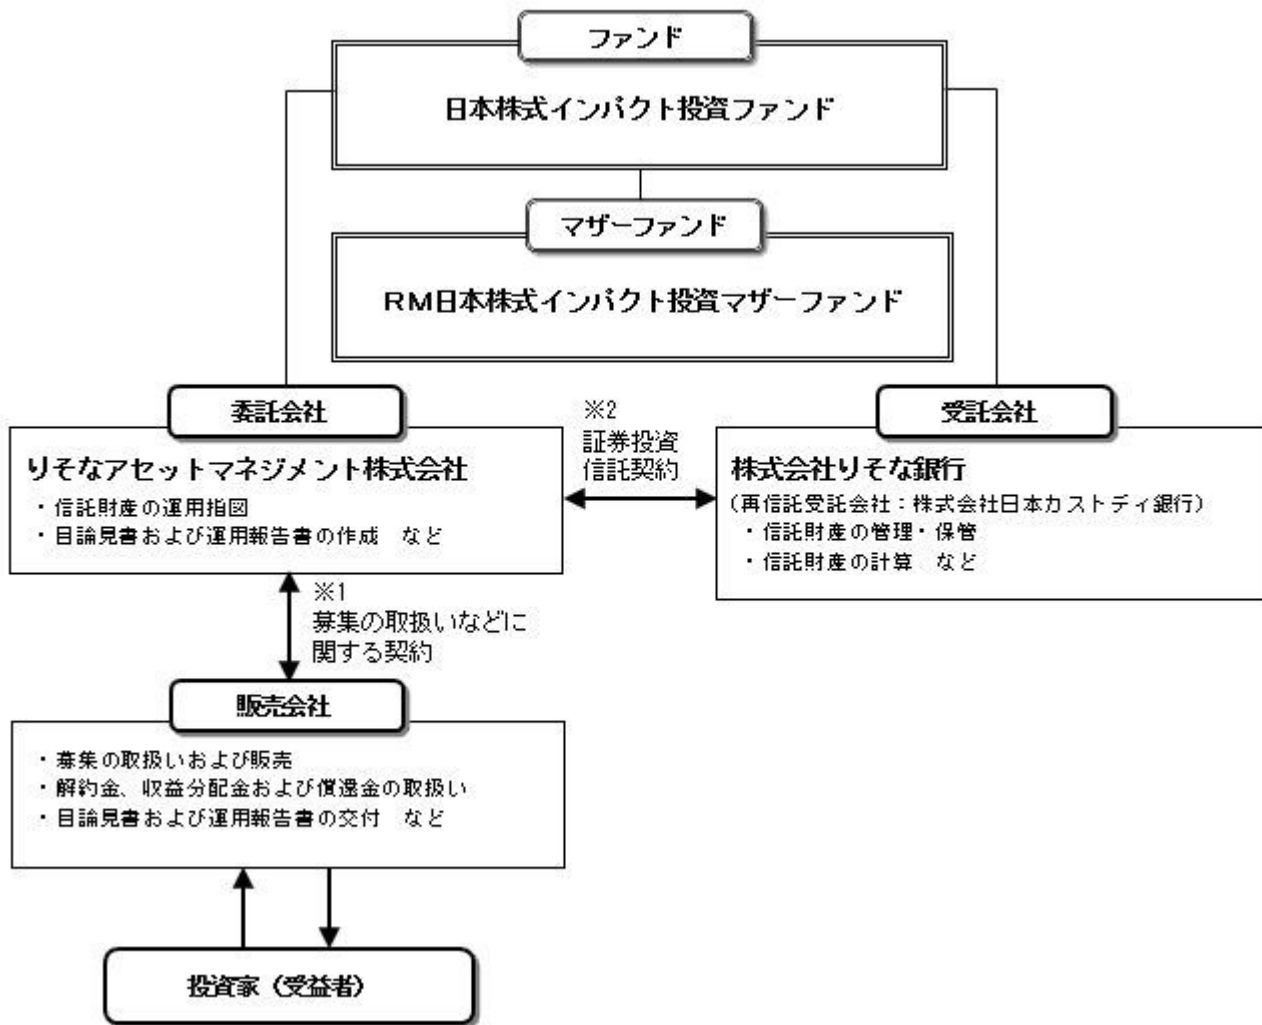 ファンド
日本株式インパクト投資ファンド
マザーファンド
RM日本株式インパクト投資マザーファンド
委託会社
りそなアセットマネジメント株式会社
・信託財産の運用指図
・目論見書および運用報告書の作成　など
※2
証券投資
信託契約
受託会社
株式会社りそな銀行
(再信託受託会社：株式会社日本カストディ銀行)
・信託財産の管理・保管
・信託財産の計算　など
※1
募集の取扱いなどに
関する契約
販売会社
・募集の取扱いおよび販売
・解約金、収益分配金および償還金の取扱い
・目論見書および運用報告書の交付　など
投資家（受益者）